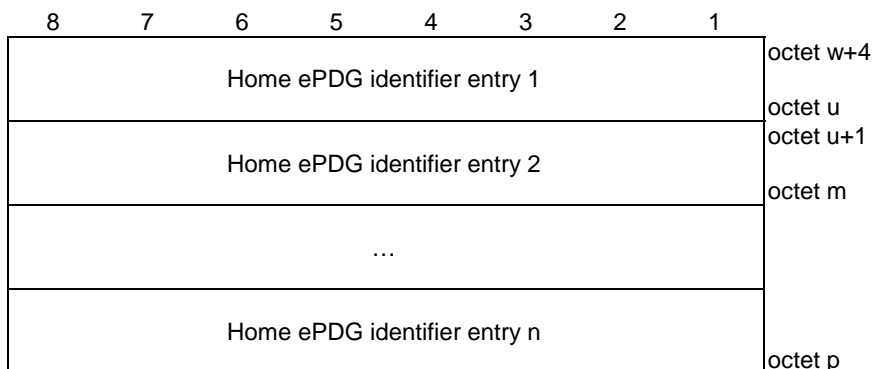 8 7 6 5 4 3 2 1
octet w+4
Home ePDG identifier entry 1
octet u
octet u+1
Home ePDG identifier entry 2
octet m
…
Home ePDG identifier entry n
octet p